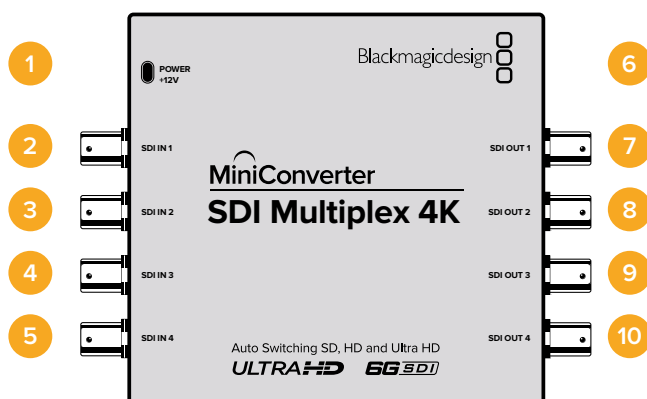 1
POWER
+12V
Blackmagicdesign
6
2
SDI IN 1
SDI OUT 1
7
MiniConverter
3
SDI IN 2
SDI Multiplex 4K
SDI OUT 2
8
4
SDI IN 3
SDI OUT 3
9
5
SDI IN 4
SDI OUT 4
10
Auto Switching SD, HD and Ultra HD
ULTRA HD 6G SDI